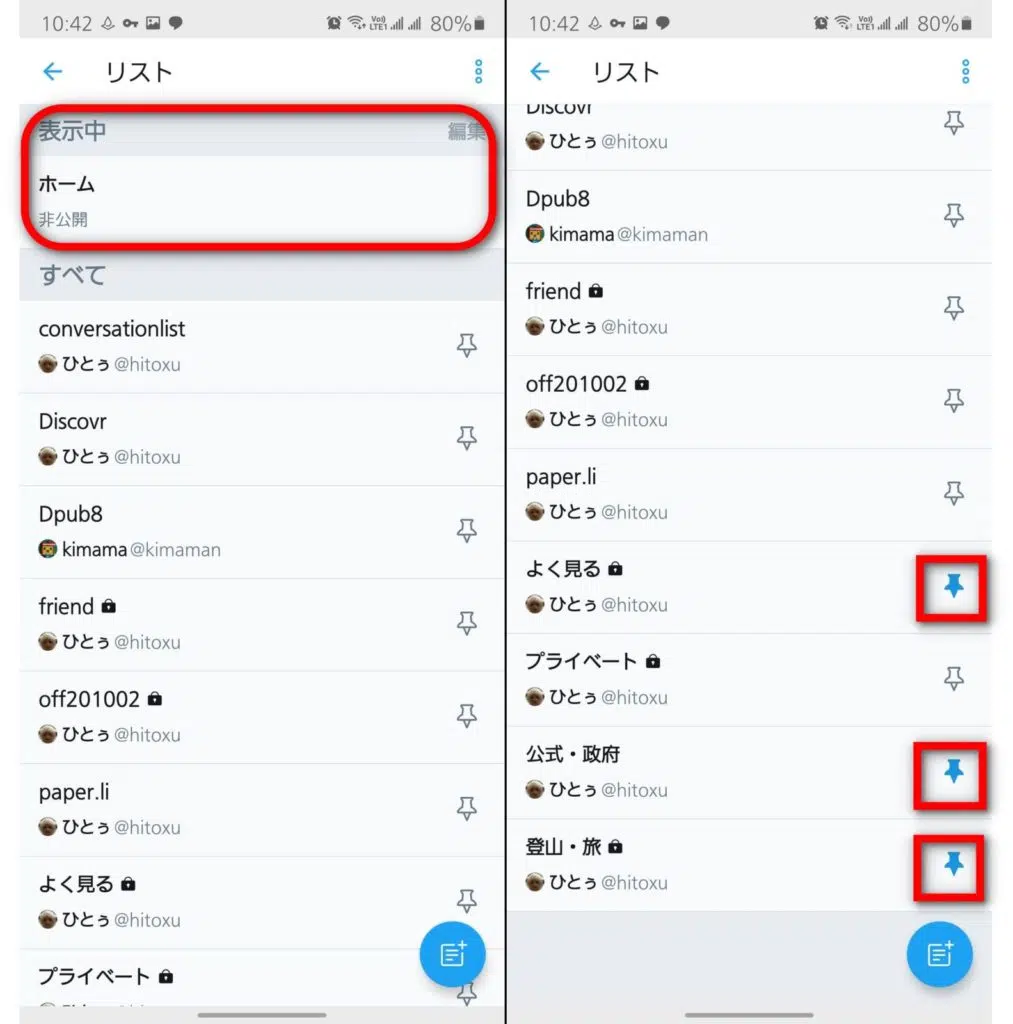 10:42 80%
リスト
表示中 編集
ホーム
非公開
すべて
conversationlist
ひとぅ @hitoxu
Discovr
ひとぅ @hitoxu
Dpub8
kimama @kimaman
friend
ひとぅ @hitoxu
off201002
ひとぅ @hitoxu
paper.li
ひとぅ @hitoxu
よく見る
ひとぅ @hitoxu
プライベート
10:42 80%
リスト
Discovr
ひとぅ @hitoxu
Dpub8
kimama @kimaman
friend
ひとぅ @hitoxu
off201002
ひとぅ @hitoxu
paper.li
ひとぅ @hitoxu
よく見る
ひとぅ @hitoxu
プライベート
ひとぅ @hitoxu
公式・政府
ひとぅ @hitoxu
登山・旅
ひとぅ @hitoxu